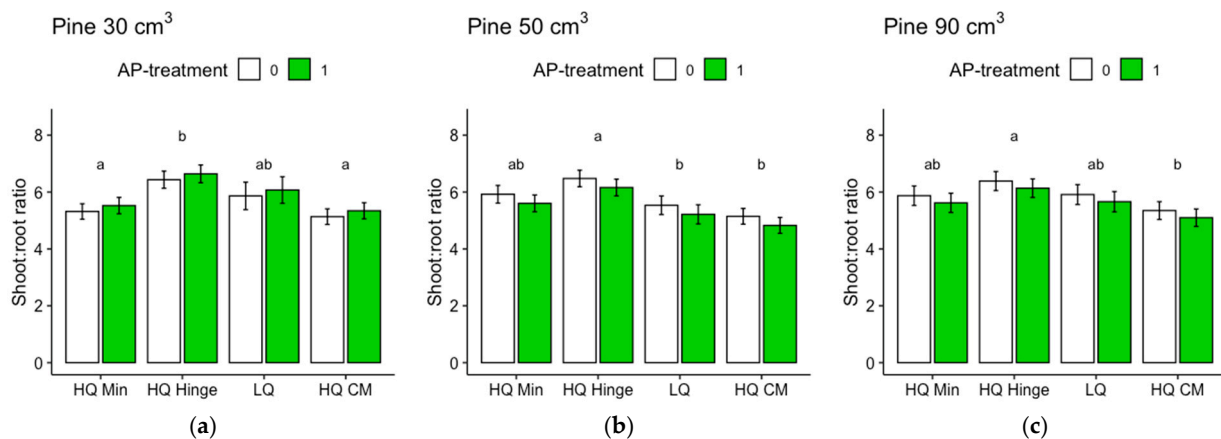 Pine 30 cm³
AP-treatment 0 1
Shoot:root ratio
8
6
4
2
0
a
b
ab
a
HQ Min HQ Hinge LQ HQ CM
(a)
Pine 50 cm³
AP-treatment 0 1
Shoot:root ratio
8
6
4
2
0
ab
a
b
b
HQ Min HQ Hinge LQ HQ CM
(b)
Pine 90 cm³
AP-treatment 0 1
Shoot:root ratio
8
6
4
2
0
ab
a
ab
b
HQ Min HQ Hinge LQ HQ CM
(c)